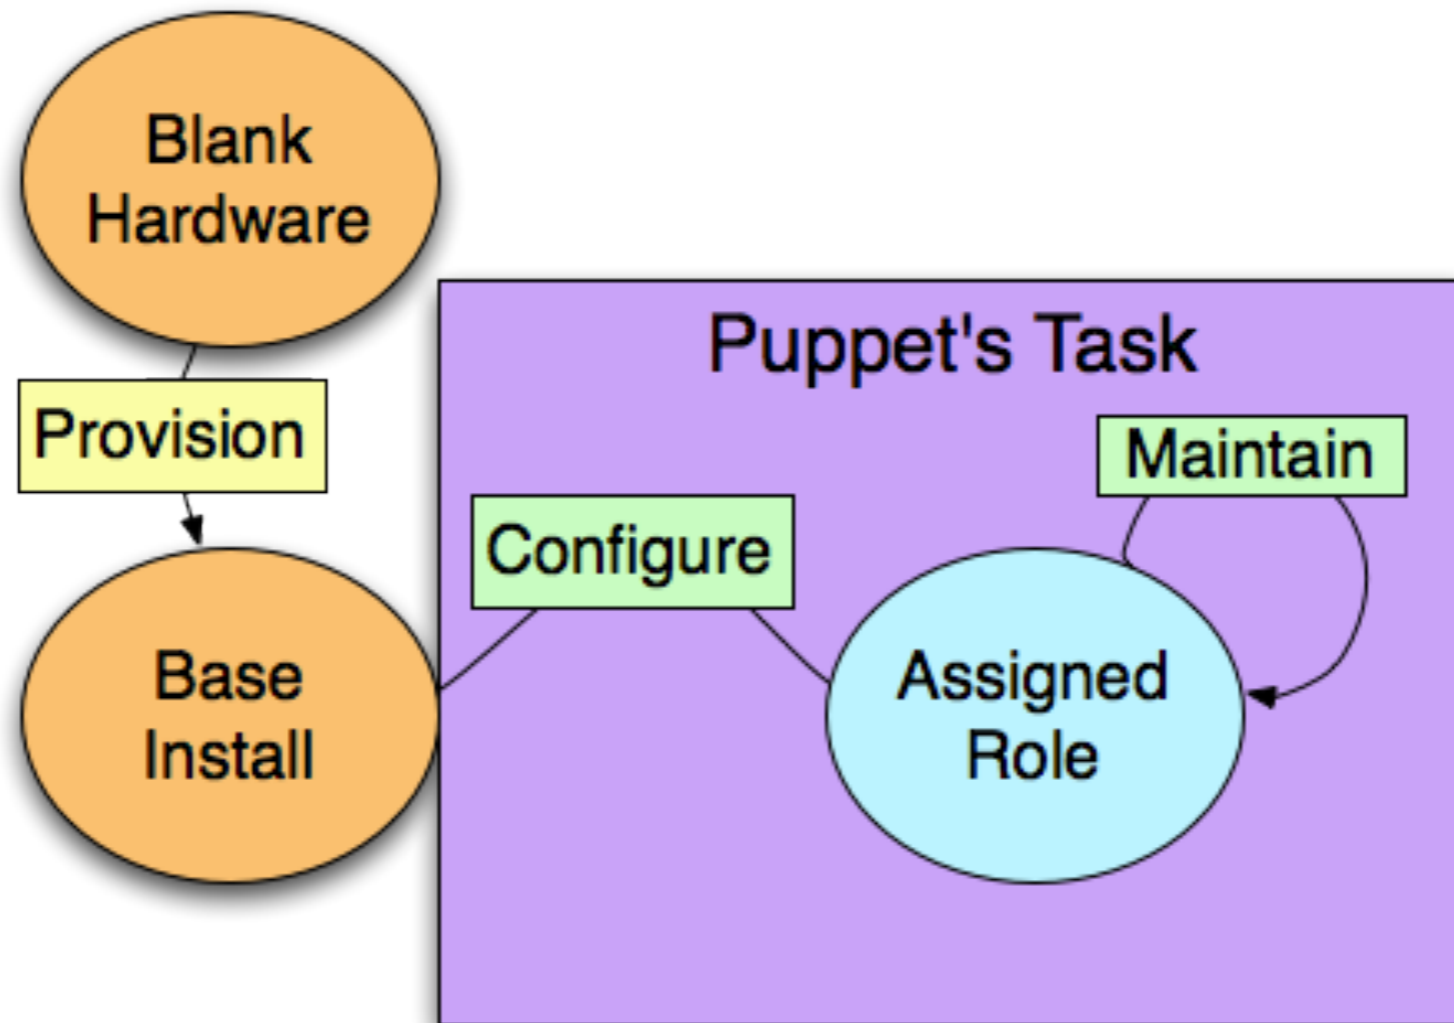 Blank
Hardware
Provision
Base
Install
Puppet's Task
Configure
Maintain
Assigned
Role